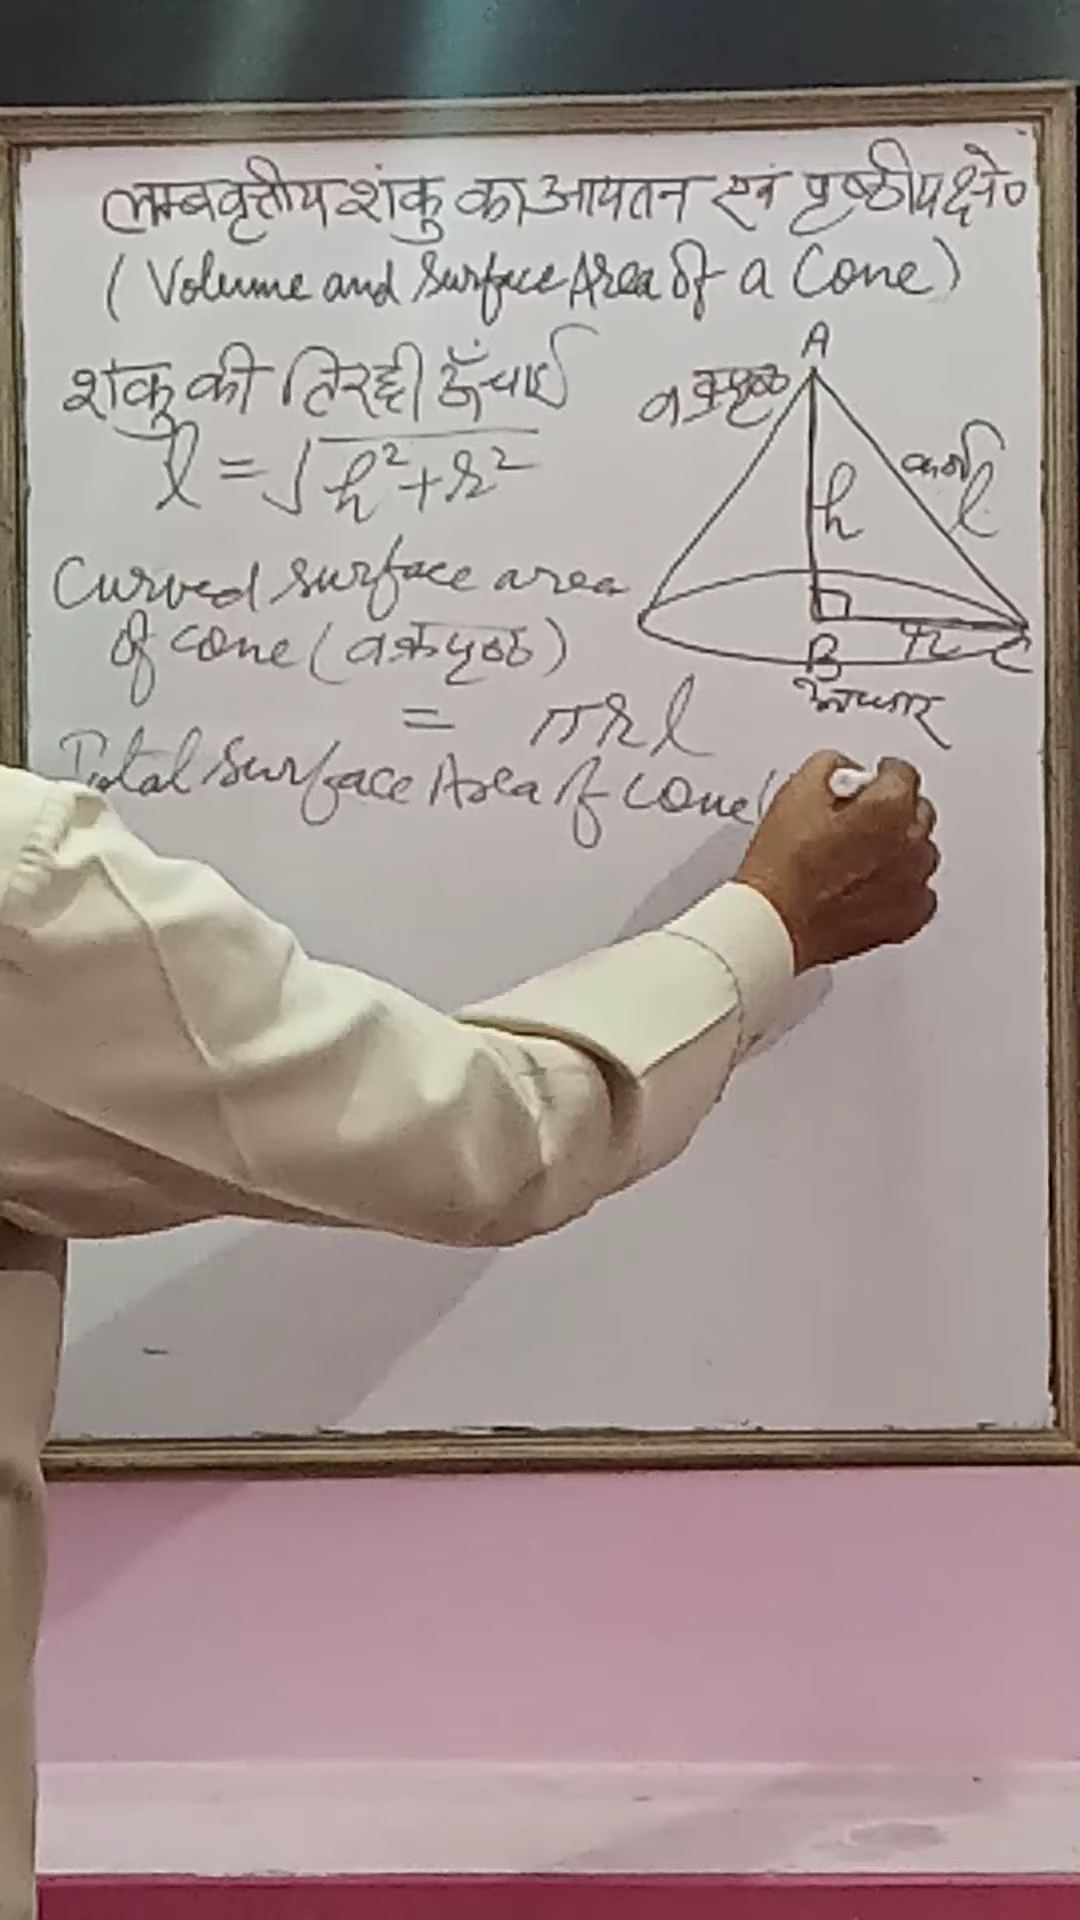 लम्बवृत्तीय शंकु का आयतन एवं पृष्ठीय क्षे०
(Volume and Surface Area of a Cone)
शंकु की तिरछी ऊँचाई
l = √h²+r²
Curved surface area
of cone (वक्रपृष्ठ)
= πrl
Total Surface Area of Cone(
A
वक्रपृष्ठ
कर्ण
h
l
B
r
C
आधार